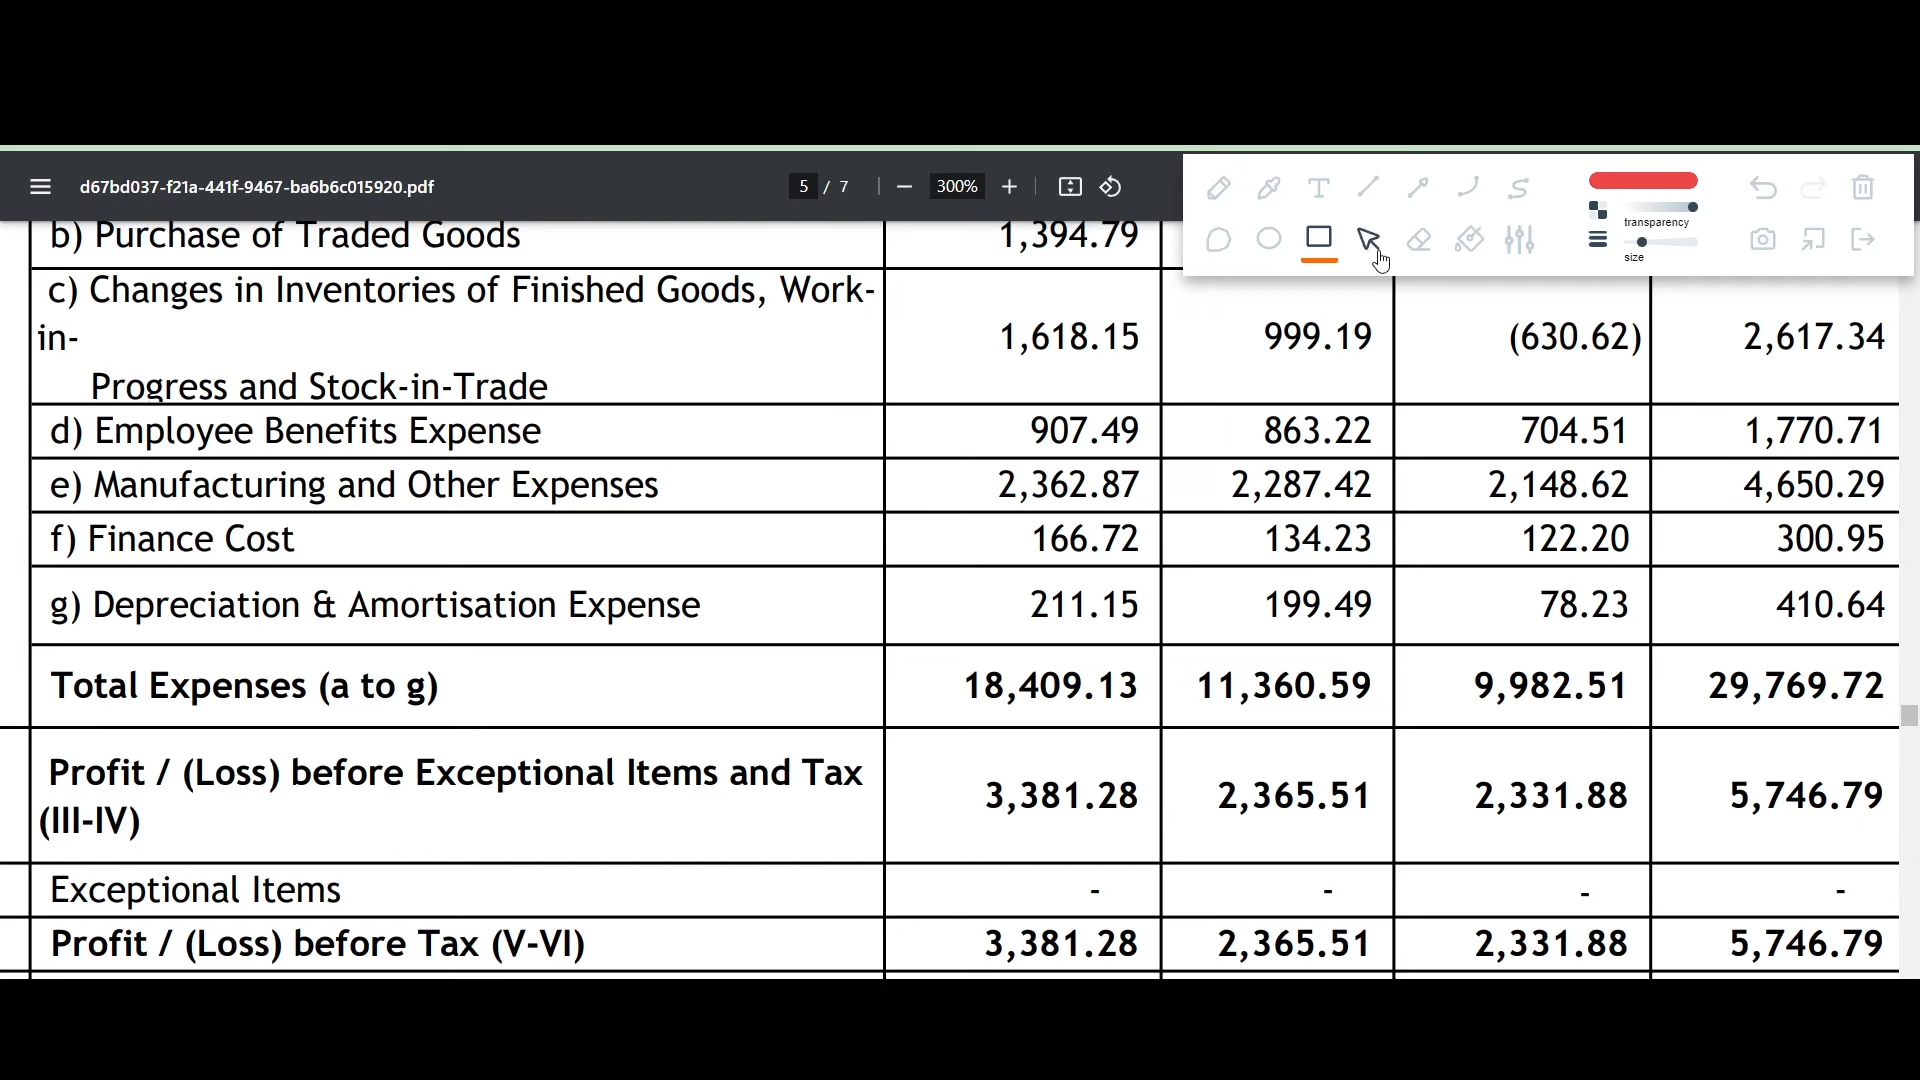 d67bd037-f21a-441f-9467-ba6b6c015920.pdf 5 / 7 300%
transparency
size
b) Purchase of Traded Goods 1,394.79
c) Changes in Inventories of Finished Goods, Work-
in- 1,618.15 999.19 (630.62) 2,617.34
Progress and Stock-in-Trade
d) Employee Benefits Expense 907.49 863.22 704.51 1,770.71
e) Manufacturing and Other Expenses 2,362.87 2,287.42 2,148.62 4,650.29
f) Finance Cost 166.72 134.23 122.20 300.95
g) Depreciation & Amortisation Expense 211.15 199.49 78.23 410.64
Total Expenses (a to g) 18,409.13 11,360.59 9,982.51 29,769.72
Profit / (Loss) before Exceptional Items and Tax
(III-IV) 3,381.28 2,365.51 2,331.88 5,746.79
Exceptional Items - - - -
Profit / (Loss) before Tax (V-VI) 3,381.28 2,365.51 2,331.88 5,746.79